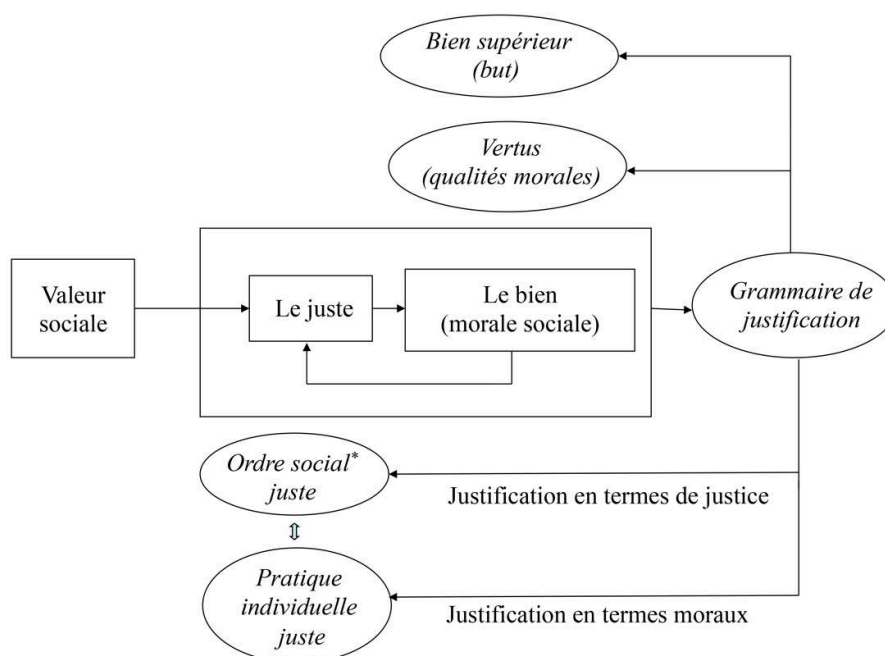 Bien supérieur
(but)
Vertus
(qualités morales)
Valeur
sociale
Le juste
Le bien
(morale sociale)
Grammaire de
justification
Ordre social*
juste
Justification en termes de justice
Pratique
individuelle
juste
Justification en termes moraux